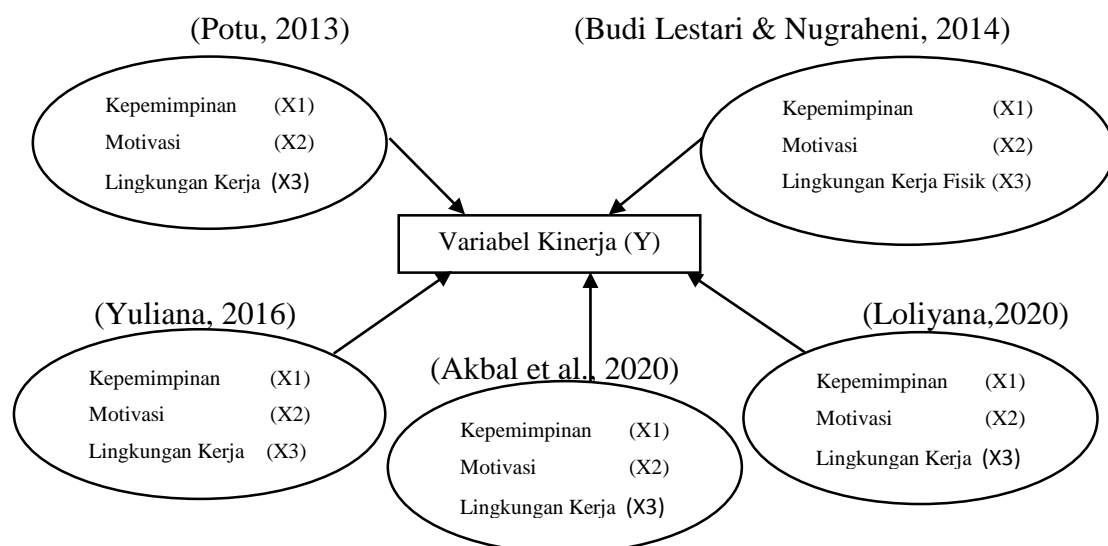 (Potu, 2013)
Kepemimpinan (X1)
Motivasi (X2)
Lingkungan Kerja (X3)
(Budi Lestari & Nugraheni, 2014)
Kepemimpinan (X1)
Motivasi (X2)
Lingkungan Kerja Fisik (X3)
Variabel Kinerja (Y)
(Yuliana, 2016)
Kepemimpinan (X1)
Motivasi (X2)
Lingkungan Kerja (X3)
(Akbal et al., 2020)
Kepemimpinan (X1)
Motivasi (X2)
Lingkungan Kerja (X3)
(Loliyana,2020)
Kepemimpinan (X1)
Motivasi (X2)
Lingkungan Kerja (X3)